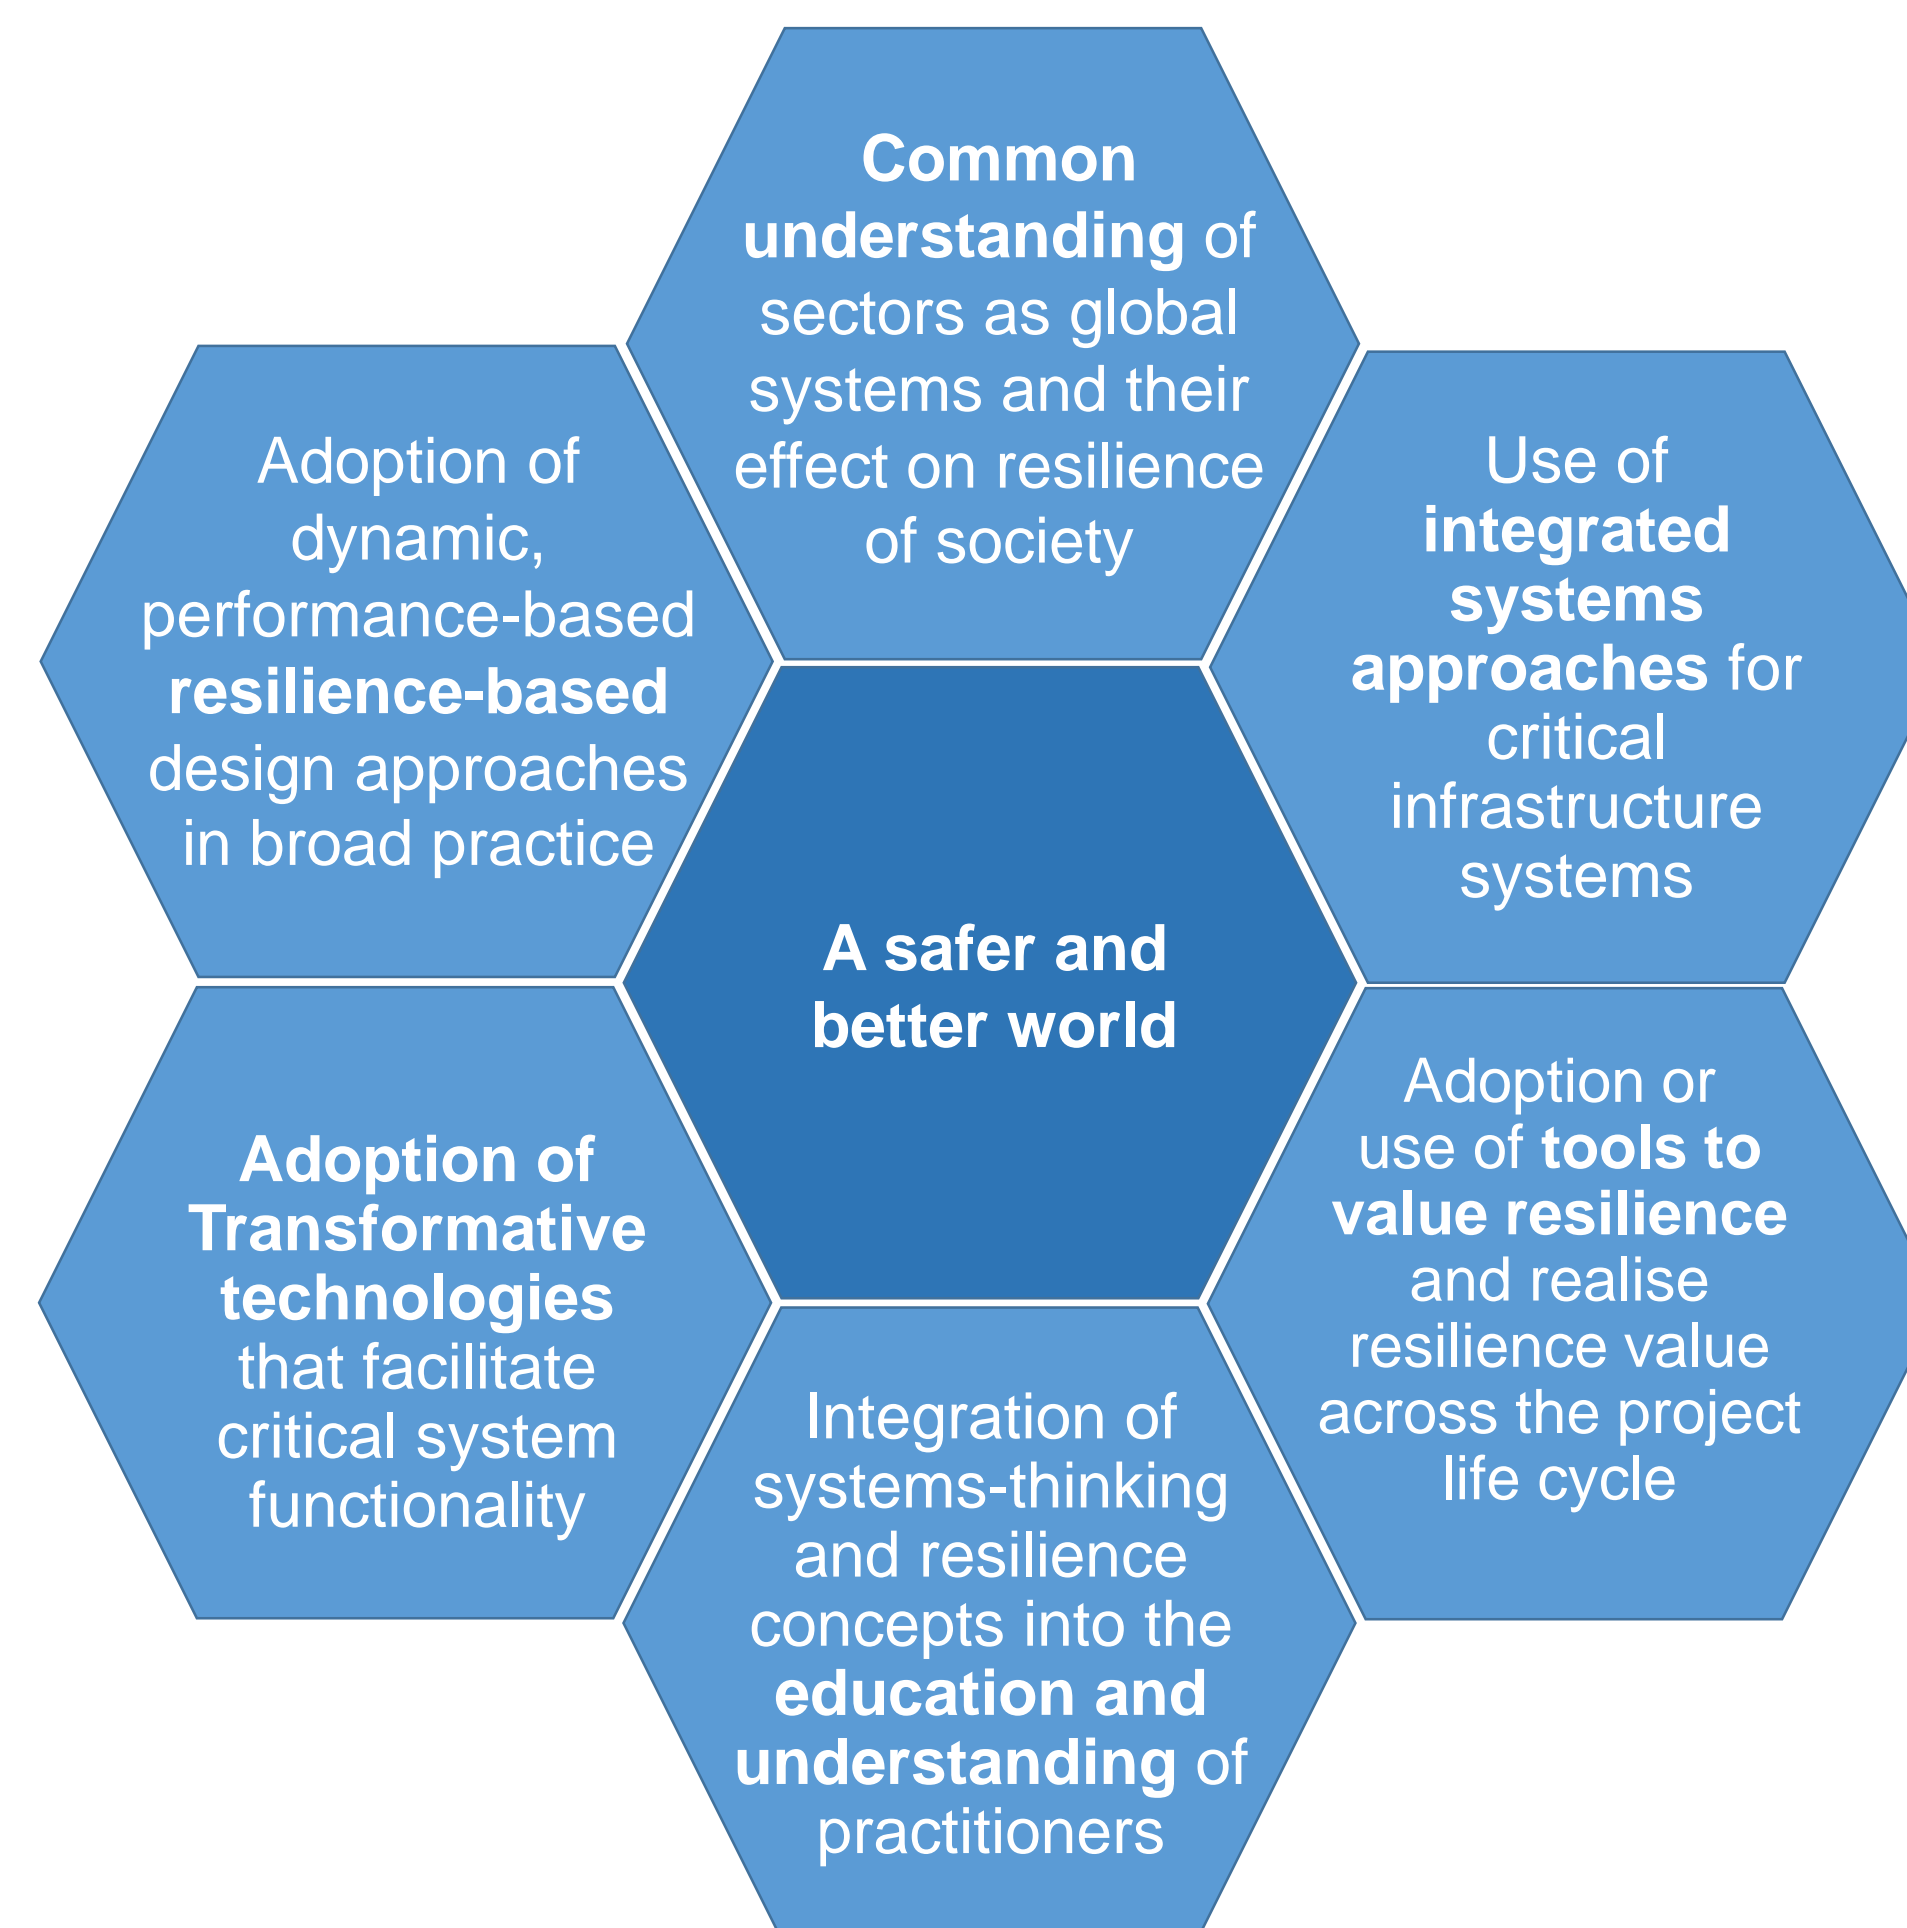 Common
understanding of
sectors as global
systems and their
effect on resilience
of society
Adoption of
dynamic,
performance-based
resilience-based
design approaches
in broad practice
Use of
integrated
systems
approaches for
critical
infrastructure
systems
A safer and
better world
Adoption of
Transformative
technologies
that facilitate
critical system
functionality
Adoption or
use of tools to
value resilience
and realise
resilience value
across the project
life cycle
Integration of
systems-thinking
and resilience
concepts into the
education and
understanding of
practitioners